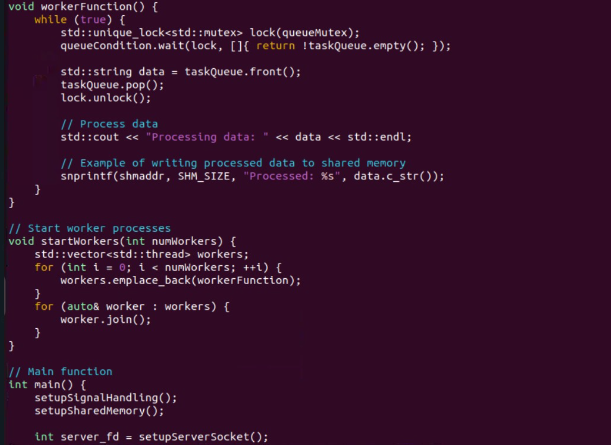 void workerFunction() {
    while (true) {
        std::unique_lock<std::mutex> lock(queueMutex);
        queueCondition.wait(lock, []{ return !taskQueue.empty(); });

        std::string data = taskQueue.front();
        taskQueue.pop();
        lock.unlock();

        // Process data
        std::cout << "Processing data: " << data << std::endl;

        // Example of writing processed data to shared memory
        snprintf(shmaddr, SHM_SIZE, "Processed: %s", data.c_str());
    }
}

// Start worker processes
void startWorkers(int numWorkers) {
    std::vector<std::thread> workers;
    for (int i = 0; i < numWorkers; ++i) {
        workers.emplace_back(workerFunction);
    }
    for (auto& worker : workers) {
        worker.join();
    }
}

// Main function
int main() {
    setupSignalHandling();
    setupSharedMemory();

    int server_fd = setupServerSocket();